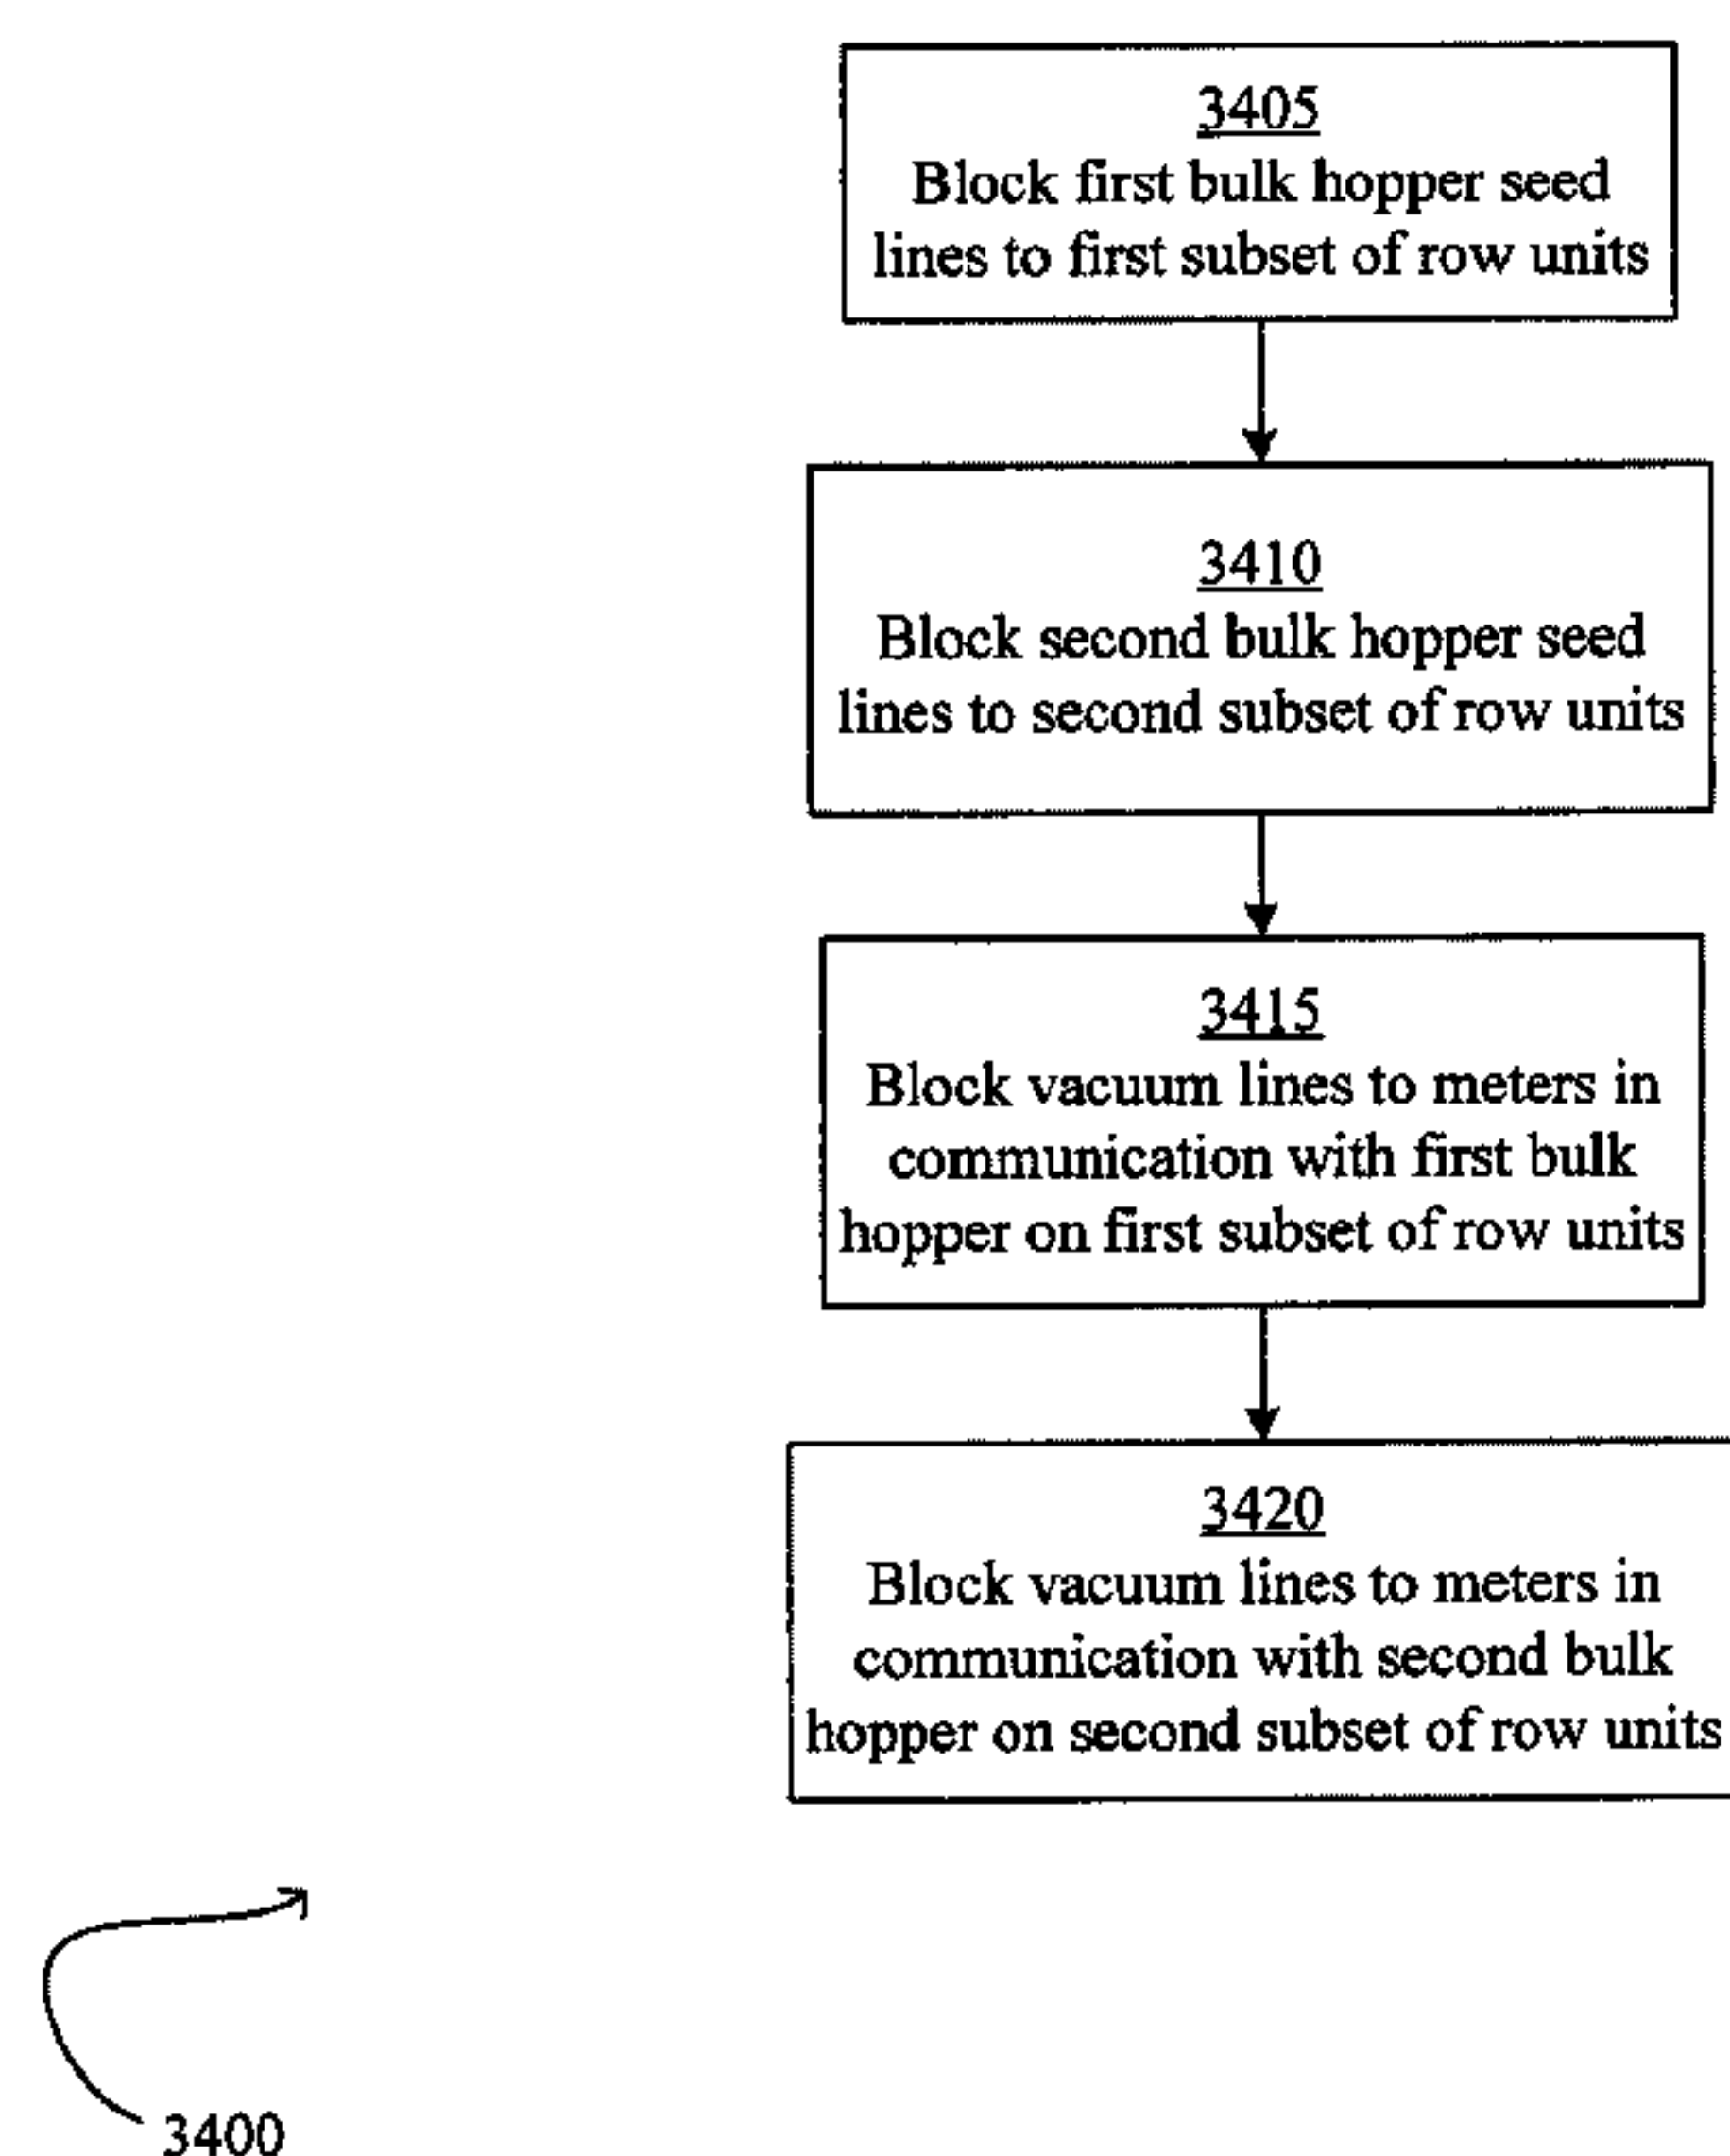 3405
Block first bulk hopper seed
lines to first subset of row units
3410
Block second bulk hopper seed
lines to second subset of row units
3415
Block vacuum lines to meters in
communication with first bulk
hopper on first subset of row units
3420
Block vacuum lines to meters in
communication with second bulk
hopper on second subset of row units
3400